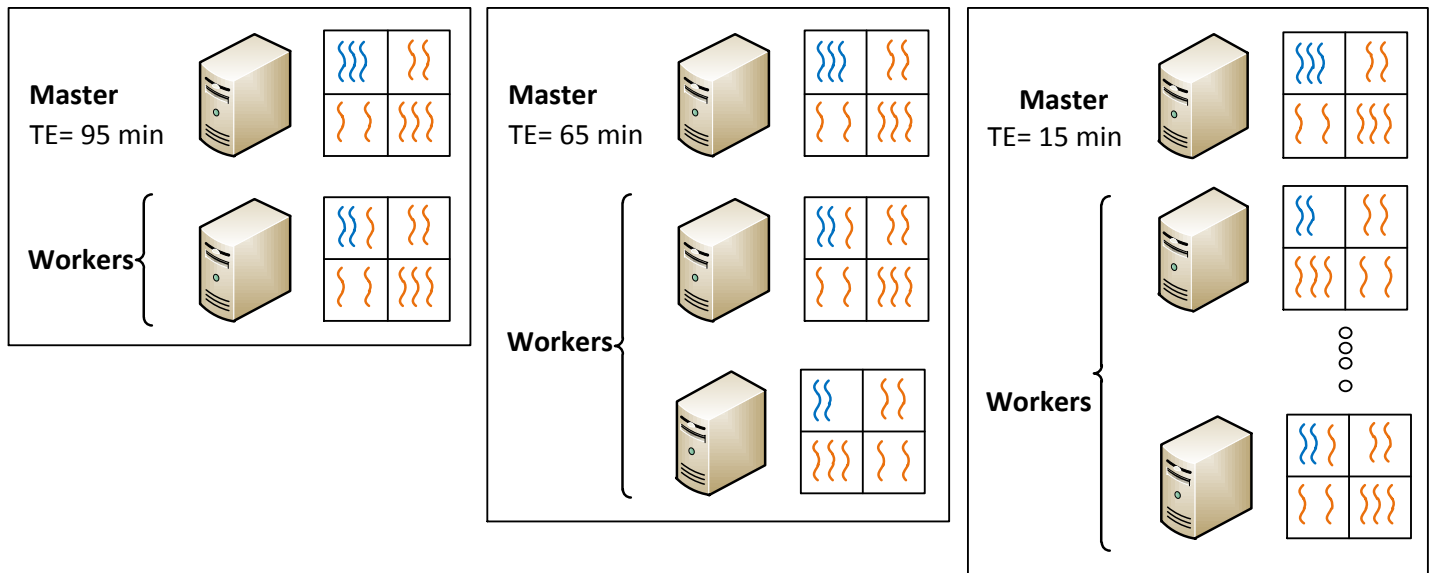 Master
TE= 95 min
Workers
Master
TE= 65 min
Workers
Master
TE= 15 min
Workers